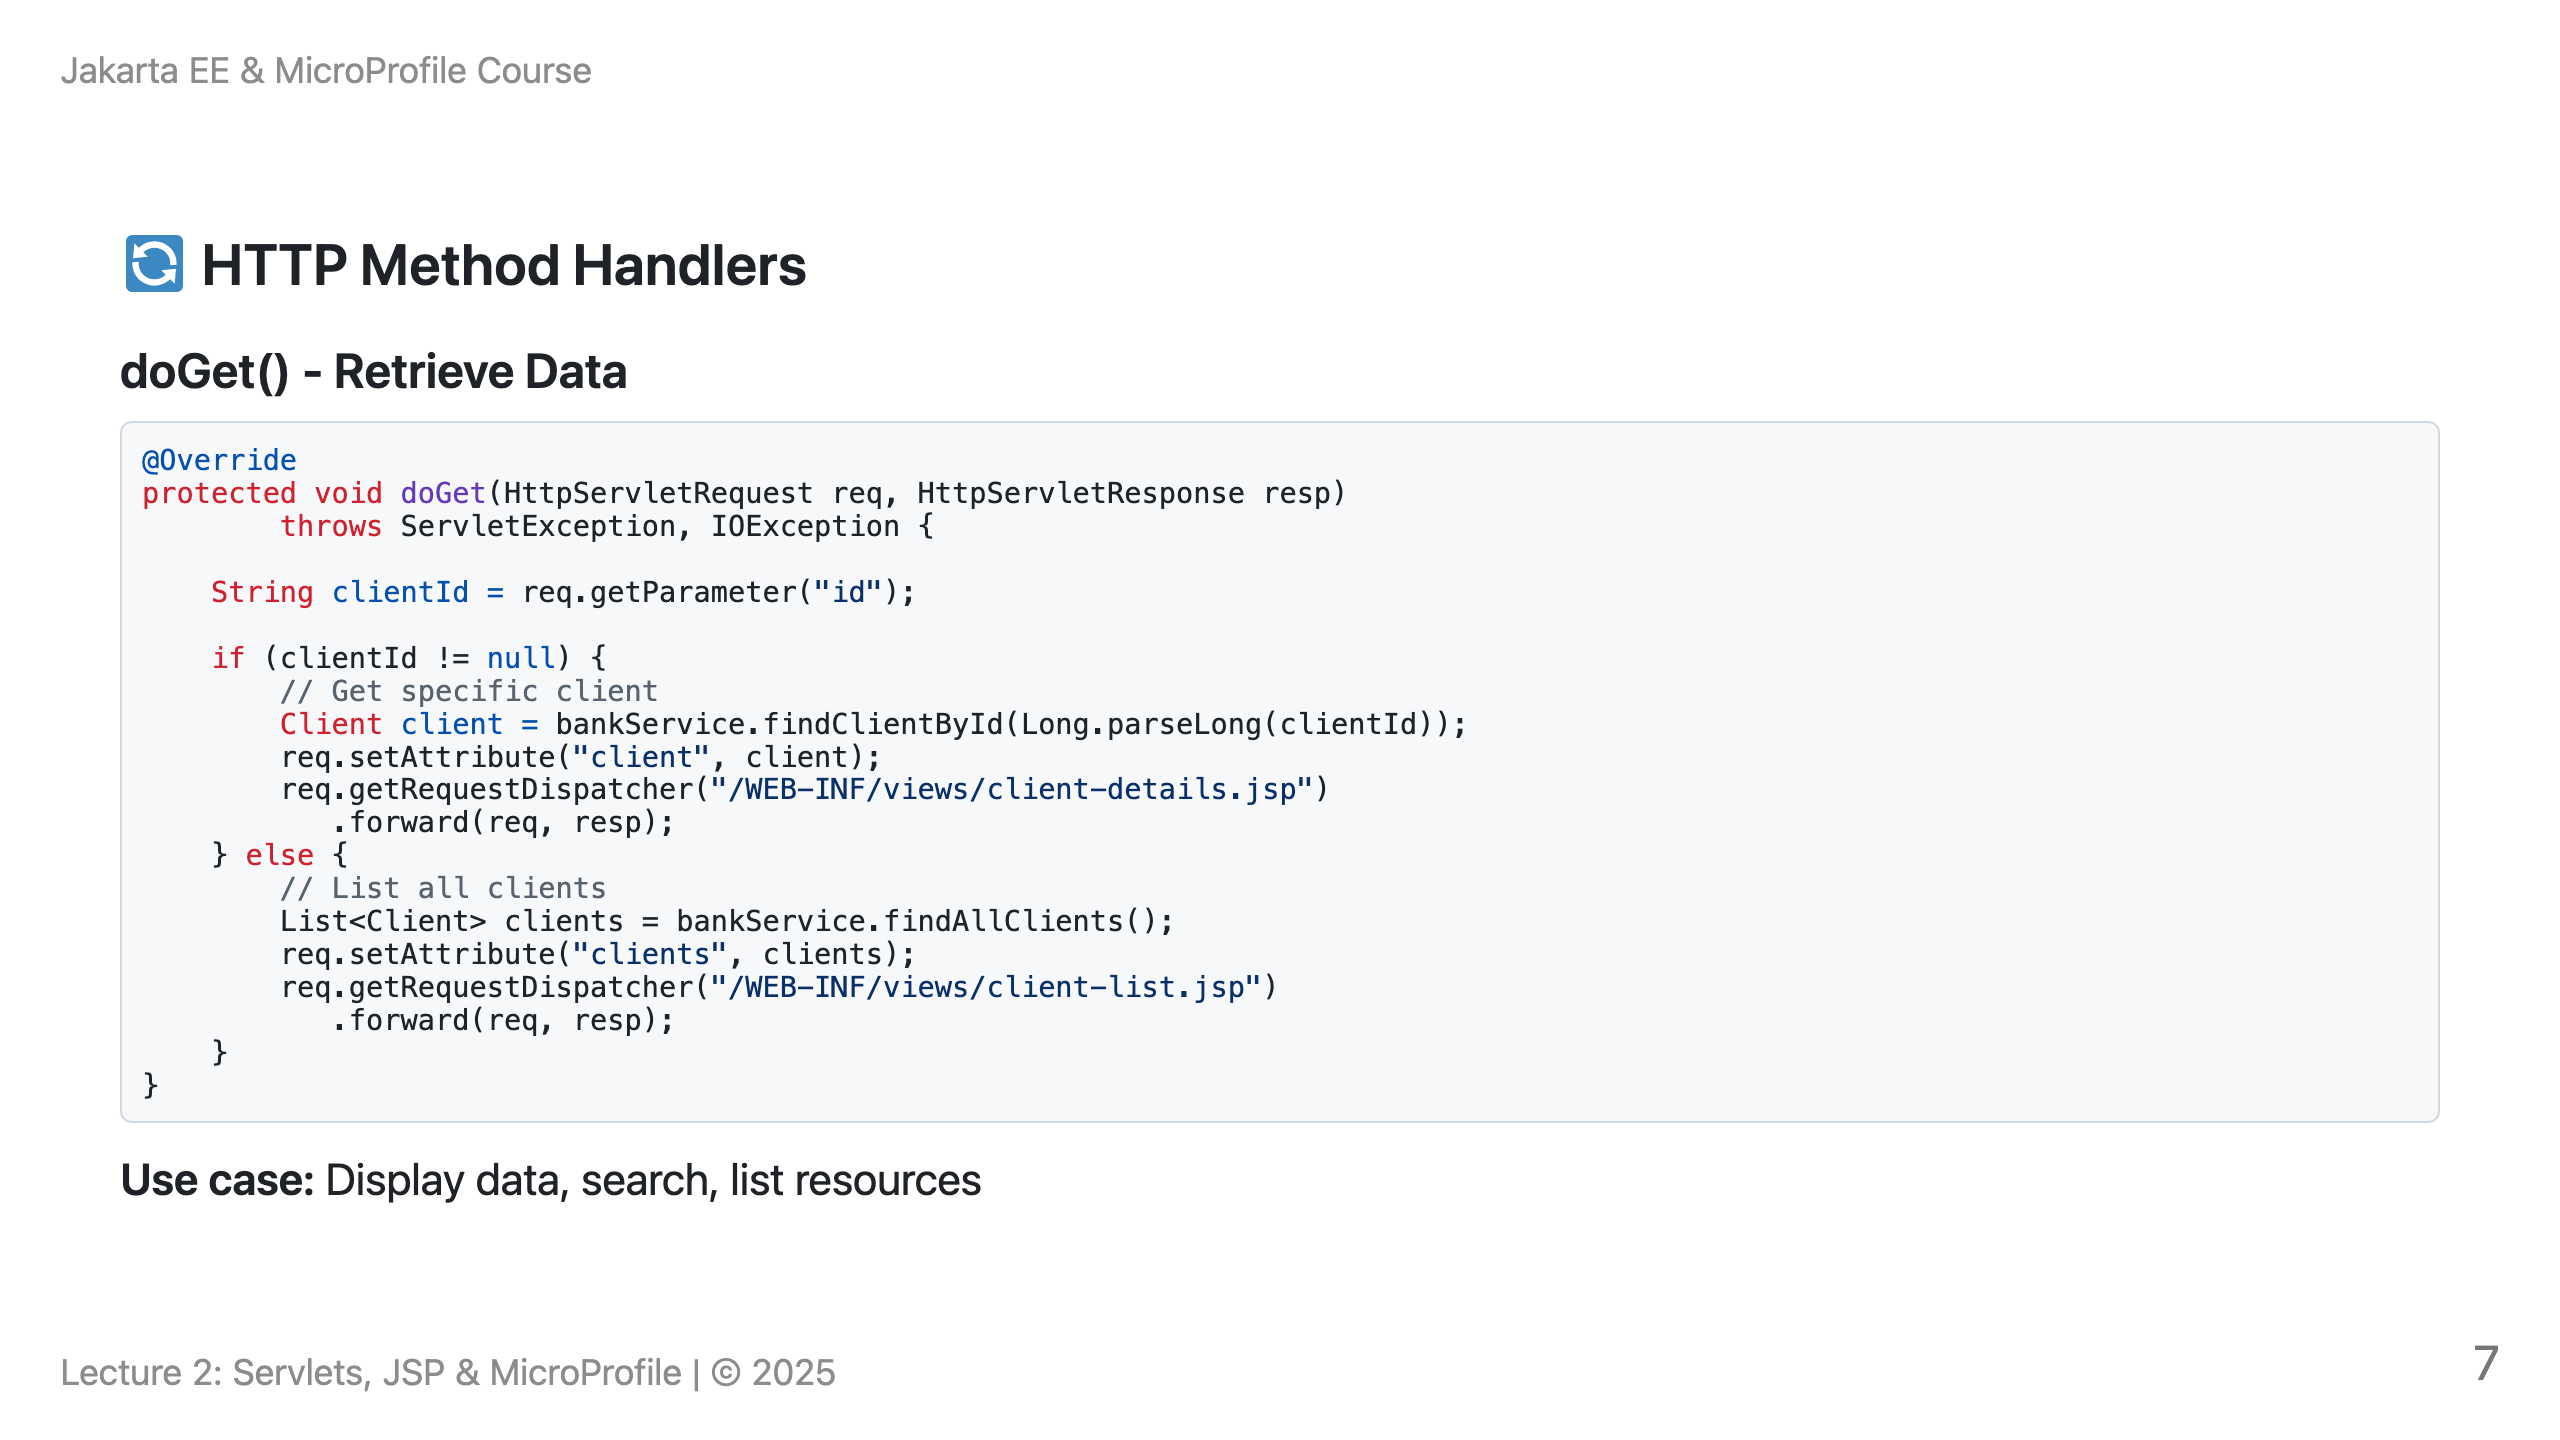 Jakarta EE & MicroProfile Course
🔄 HTTP Method Handlers
doGet() - Retrieve Data
@Override
protected void doGet(HttpServletRequest req, HttpServletResponse resp)
        throws ServletException, IOException {

    String clientId = req.getParameter("id");

    if (clientId != null) {
        // Get specific client
        Client client = bankService.findClientById(Long.parseLong(clientId));
        req.setAttribute("client", client);
        req.getRequestDispatcher("/WEB-INF/views/client-details.jsp")
           .forward(req, resp);
    } else {
        // List all clients
        List<Client> clients = bankService.findAllClients();
        req.setAttribute("clients", clients);
        req.getRequestDispatcher("/WEB-INF/views/client-list.jsp")
           .forward(req, resp);
    }
}
Use case: Display data, search, list resources
Lecture 2: Servlets, JSP & MicroProfile | © 2025
7